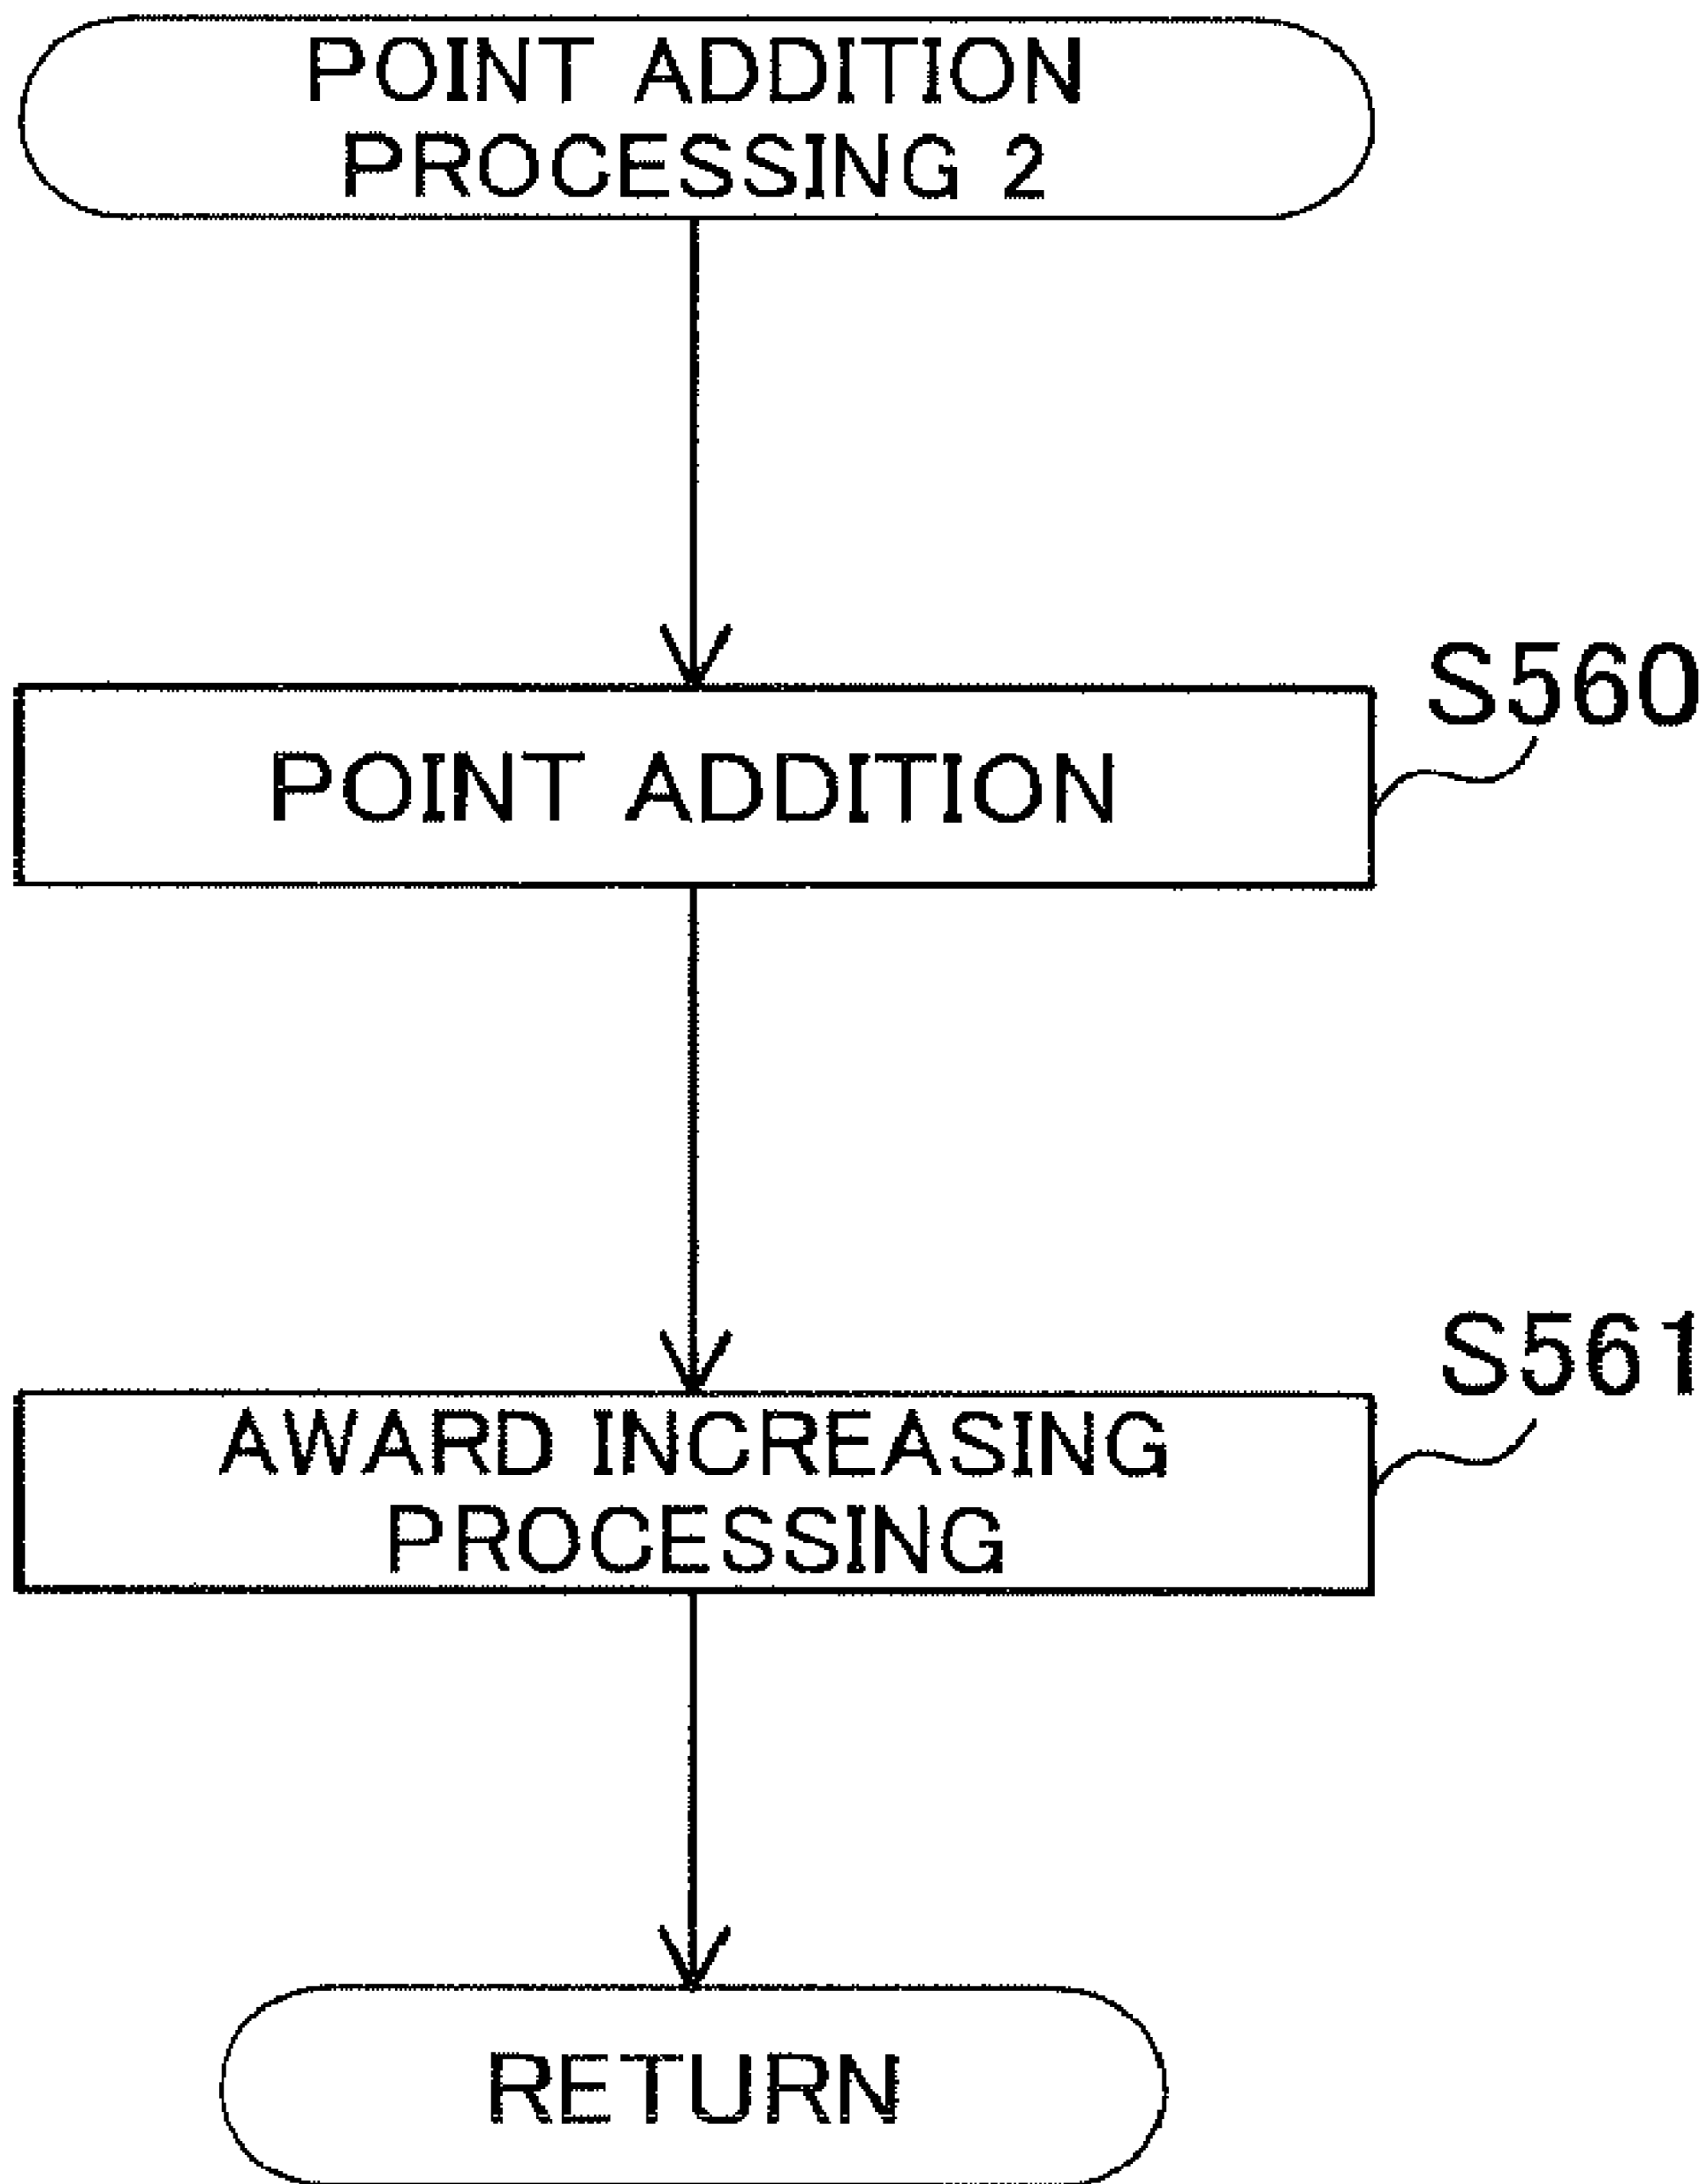 POINT ADDITION
PROCESSING 2
S560
POINT ADDITION
S561
AWARD INCREASING
PROCESSING
RETURN